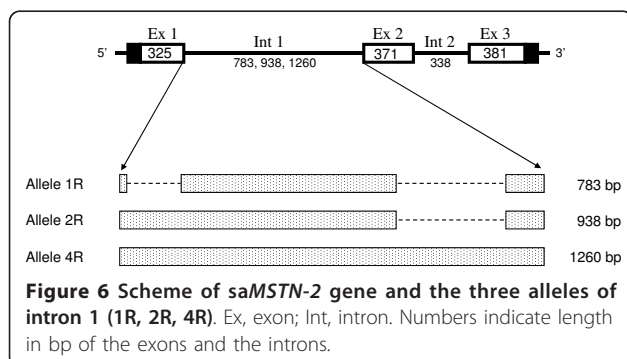 Ex 1 Ex 2 Ex 3
5’ 325 Int 1 371 Int 2 381 3’
783, 938, 1260 338
Allele 1R 783 bp
Allele 2R 938 bp
Allele 4R 1260 bp
Figure 6 Scheme of saMSTN-2 gene and the three alleles of
intron 1 (1R, 2R, 4R). Ex, exon; Int, intron. Numbers indicate length
in bp of the exons and the introns.